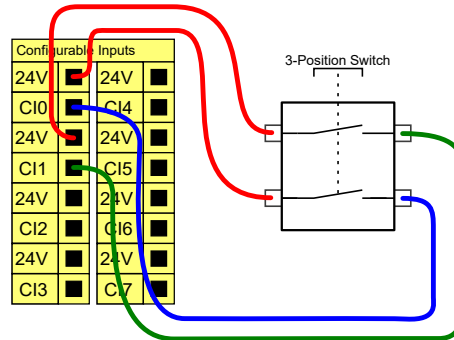 Configurable Inputs
24V 24V
CI0 CI4
24V 24V
CI1 CI5
24V 24V
CI2 CI6
24V 24V
CI3 CI7
3-Position Switch